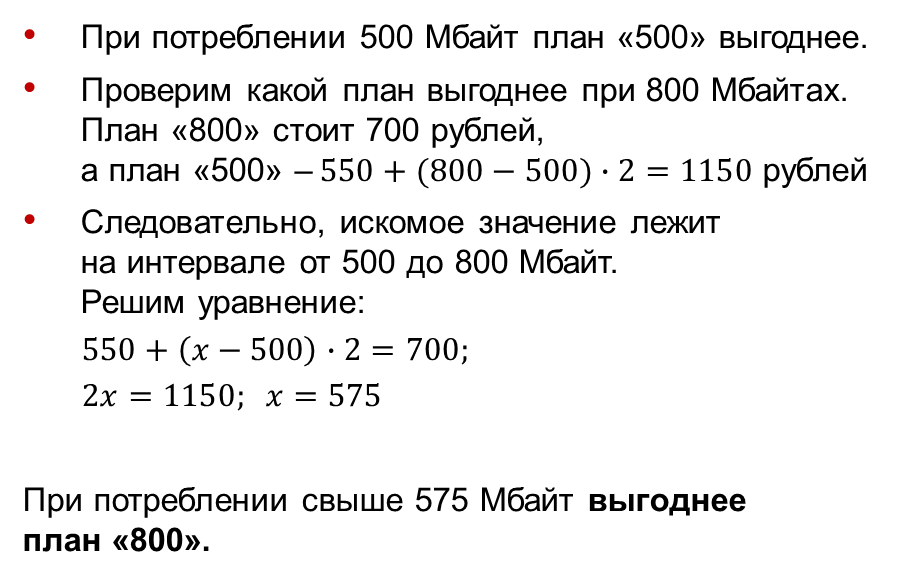 • При потреблении 500 Мбайт план «500» выгоднее.
• Проверим какой план выгоднее при 800 Мбайтах.
План «800» стоит 700 рублей,
а план «500» – 550 + (800 − 500) · 2 = 1150 рублей
• Следовательно, искомое значение лежит
на интервале от 500 до 800 Мбайт.
Решим уравнение:
550 + (x − 500) · 2 = 700;
2x = 1150; x = 575
При потреблении свыше 575 Мбайт выгоднее
план «800».